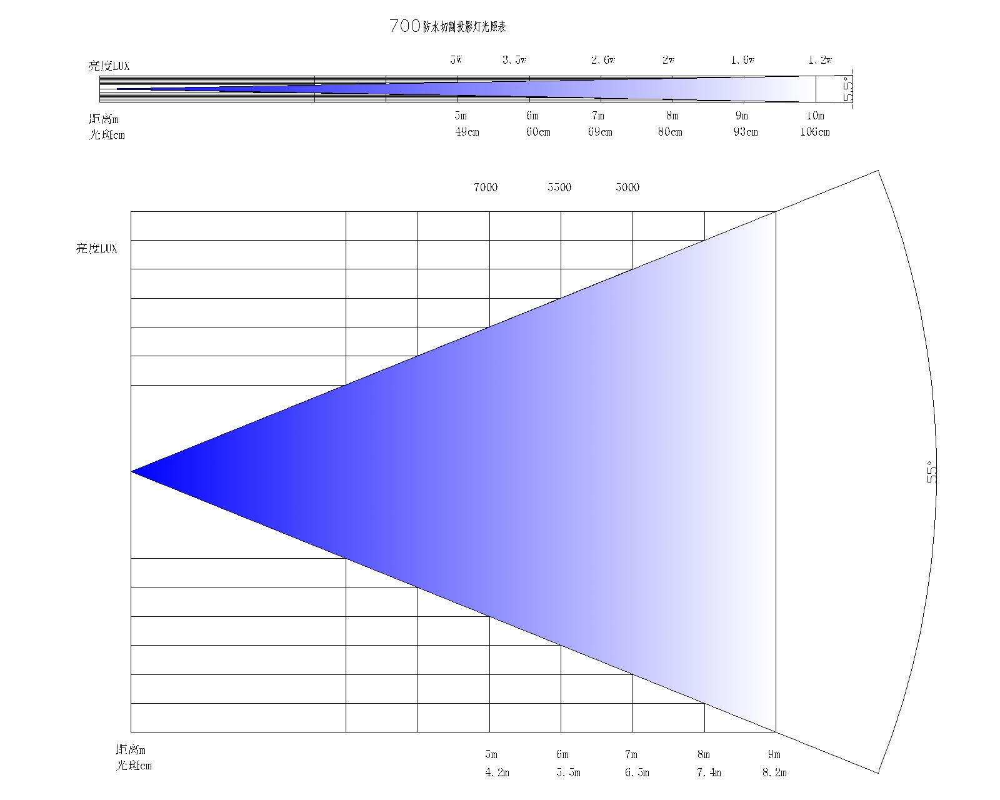 700防水切割投影灯光照表
5W 3.5w 2.6w 2w 1.6w 1.2w
亮度LUX
5.5°
距离m 5m 6m 7m 8m 9m 10m
光斑cm 49cm 60cm 69cm 80cm 93cm 106cm
7000 5500 5000
亮度LUX
55°
距离m 5m 6m 7m 8m 9m
光斑cm 4.2m 5.5m 6.5m 7.4m 8.2m